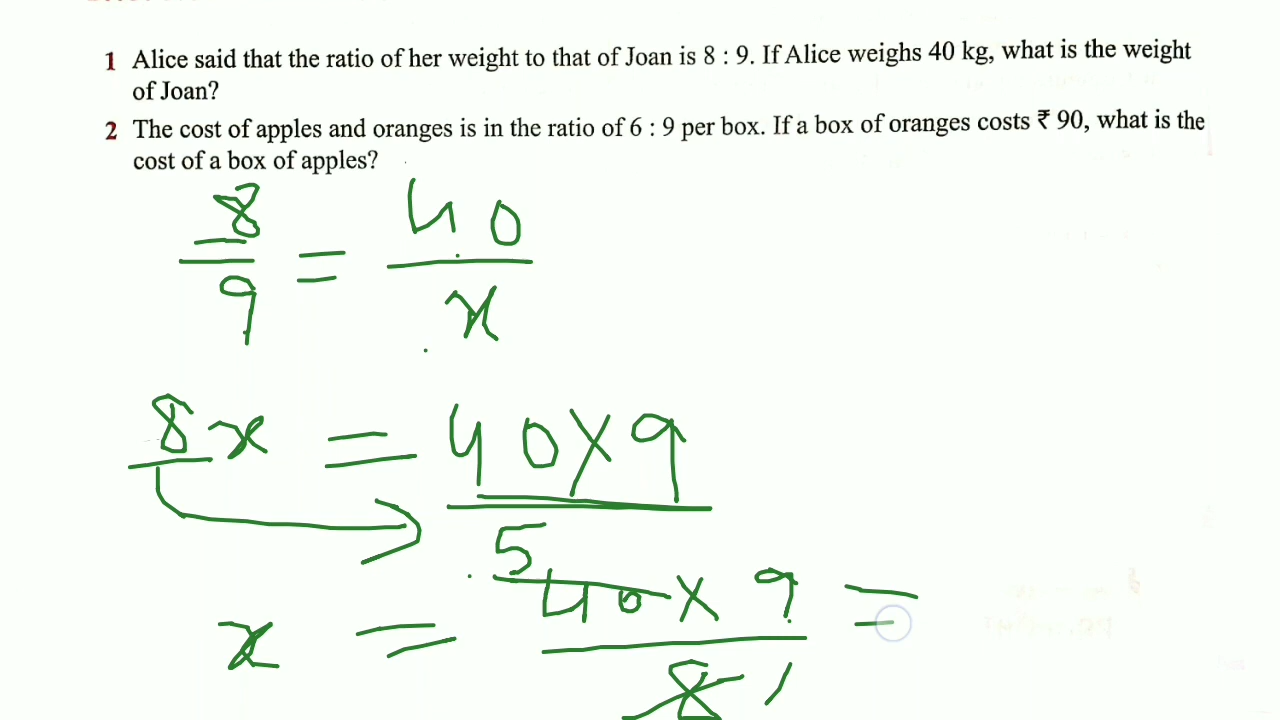 1 Alice said that the ratio of her weight to that of Joan is 8 : 9. If Alice weighs 40 kg, what is the weight
of Joan?
2 The cost of apples and oranges is in the ratio of 6 : 9 per box. If a box of oranges costs ₹ 90, what is the
cost of a box of apples?
8/9 = 40/x
8x = 40 × 9
5
x = 40 × 9 / 8 1 =